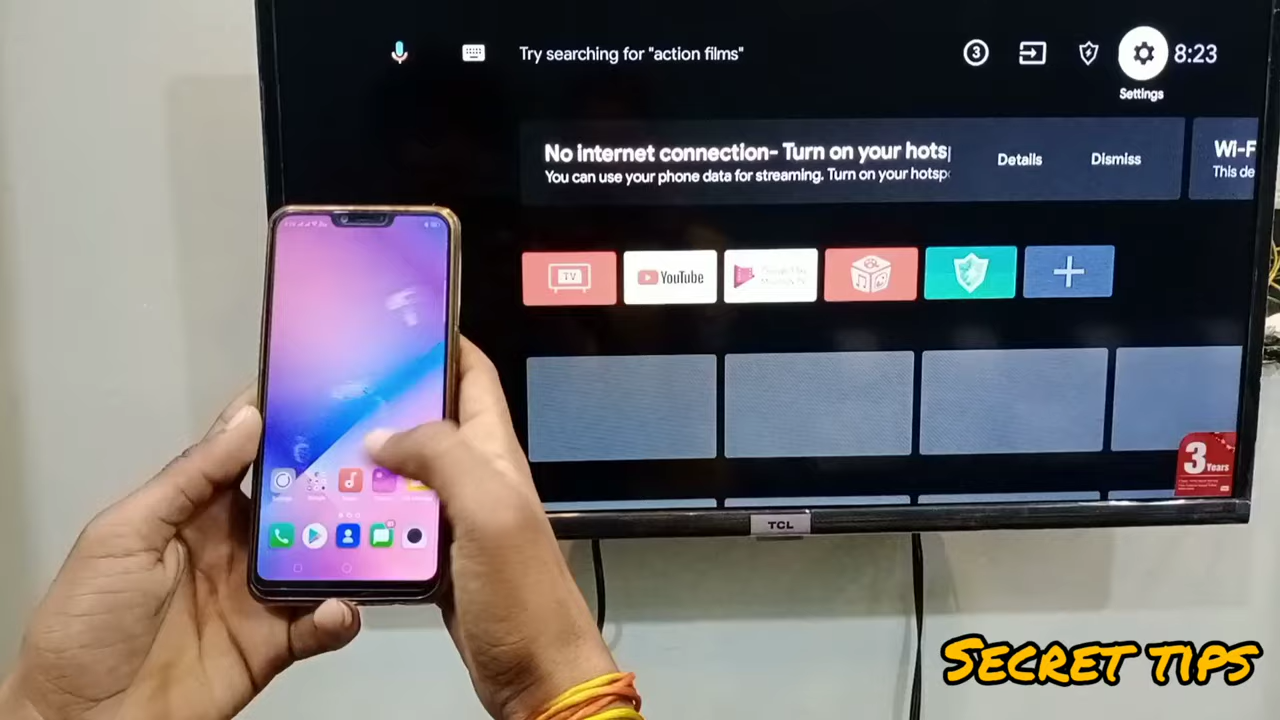 Try searching for "action films"
3
8:23
Settings
No internet connection- Turn on your hots
You can use your phone data for streaming. Turn on your hotsp
Details
Dismiss
Wi-F
This de
TV
YouTube
3 Years
TCL
SECRET TIPS